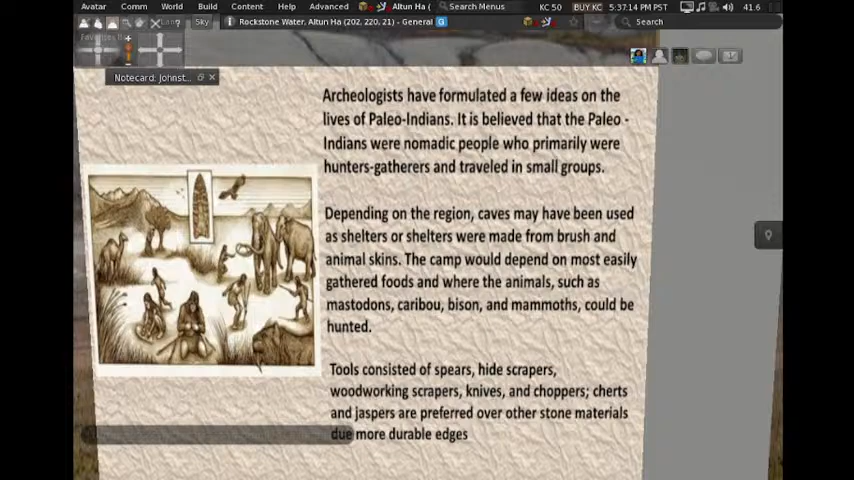 Avatar Comm World Build Content Help Advanced Altun Ha ( Search Menus KC 50 BUY KC 5:37:14 PM PST 41.6
Sky Rockstone Water, Altun Ha (202, 220, 21) - General G Search
Notecard: johnst...
Archeologists have formulated a few ideas on the
lives of Paleo-Indians. It is believed that the Paleo -
Indians were nomadic people who primarily were
hunters-gatherers and traveled in small groups.
Depending on the region, caves may have been used
as shelters or shelters were made from brush and
animal skins. The camp would depend on most easily
gathered foods and where the animals, such as
mastodons, caribou, bison, and mammoths, could be
hunted.
Tools consisted of spears, hide scrapers,
woodworking scrapers, knives, and choppers; cherts
and jaspers are preferred over other stone materials
due more durable edges